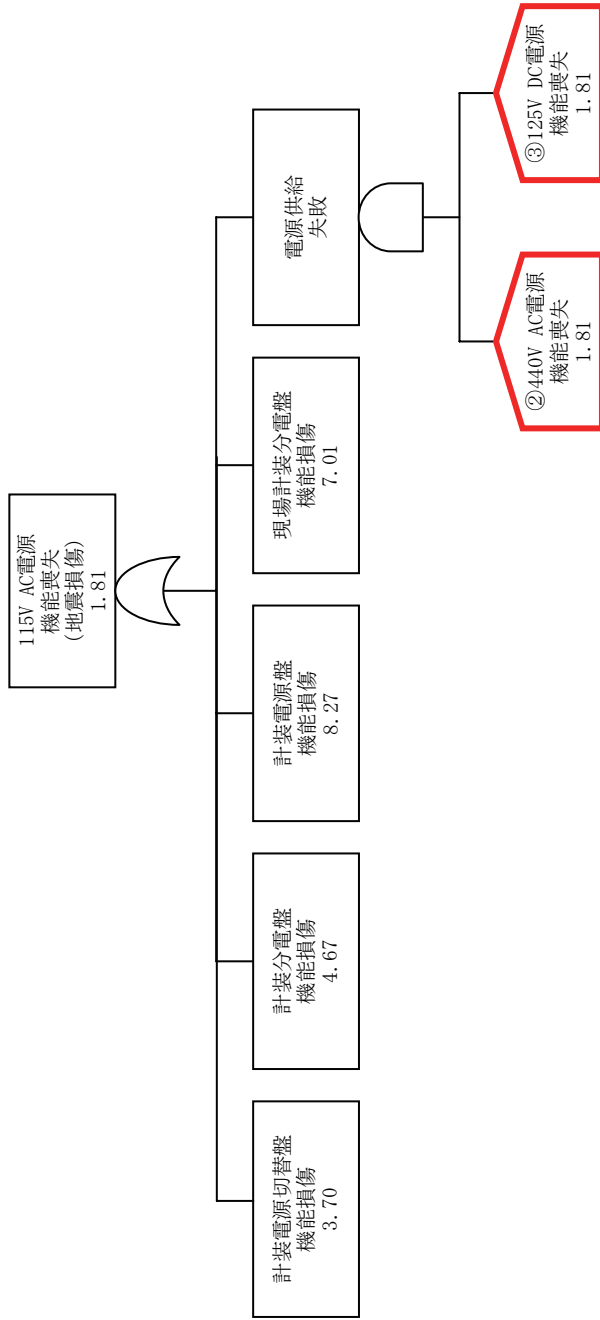 115V AC電源
機能喪失
(地震損傷)
1.81
計装電源切替盤
機能損傷
3.70
計装分電盤
機能損傷
4.67
計装電源盤
機能損傷
8.27
現場計装分電盤
機能損傷
7.01
電源供給
失敗
②440V AC電源
機能喪失
1.81
③125V DC電源
機能喪失
1.81